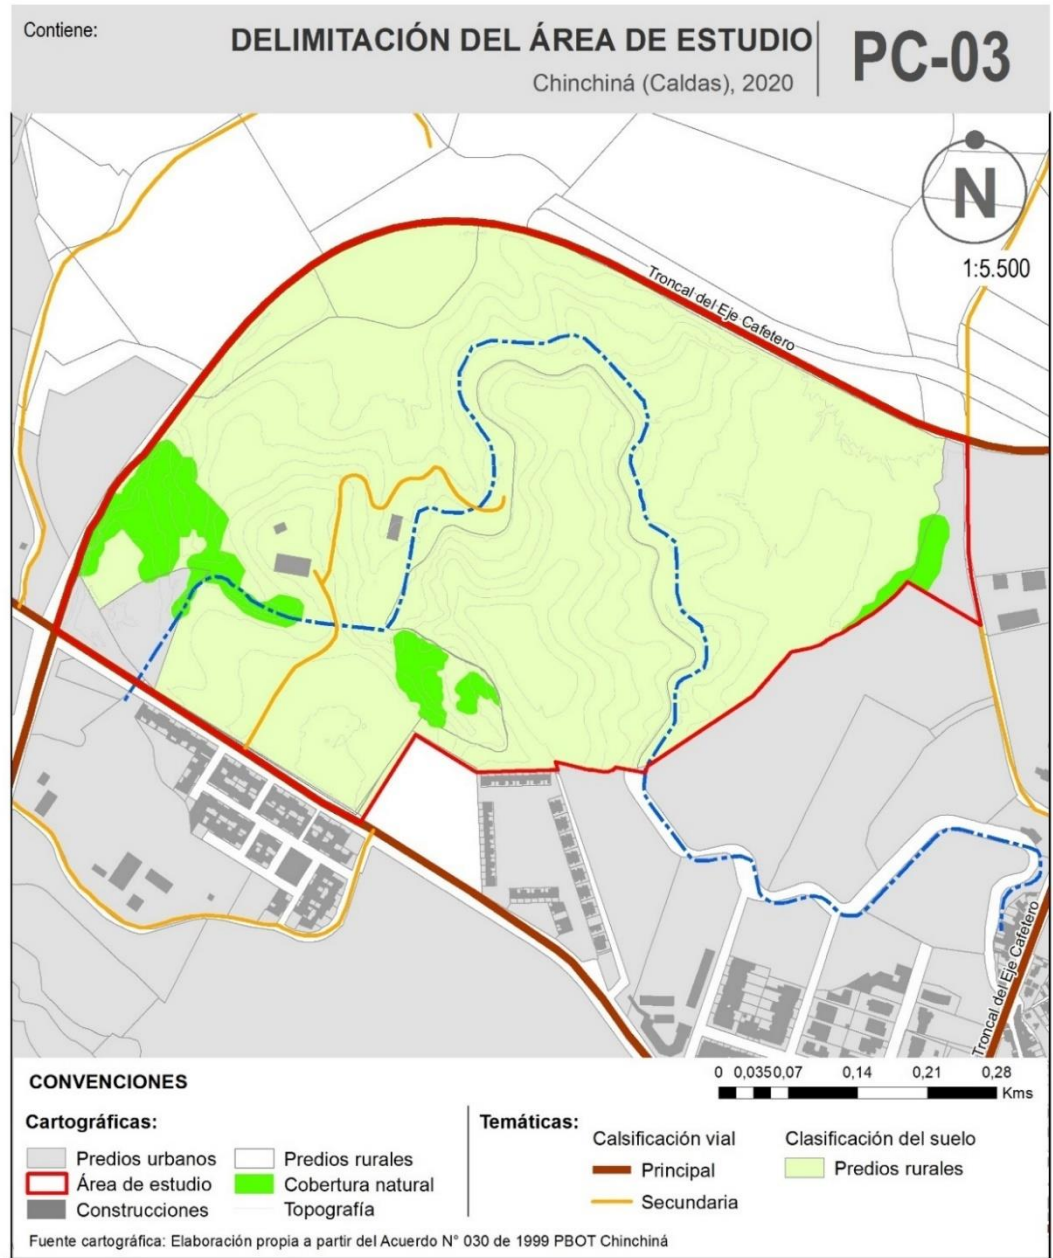 Contiene:
DELIMITACIÓN DEL ÁREA DE ESTUDIO
Chinchiná (Caldas), 2020
PC-03
N
1:5.500
Troncal del Eje Cafetero
Troncal del Eje Cafetero
CONVENCIONES
0 0,0350,07 0,14 0,21 0,28
Kms
Cartográficas:
Predios urbanos
Predios rurales
Área de estudio
Cobertura natural
Construcciones
Topografía
Temáticas:
Calsificación vial
Principal
Secundaria
Clasificación del suelo
Predios rurales
Fuente cartográfica: Elaboración propia a partir del Acuerdo N° 030 de 1999 PBOT Chinchiná